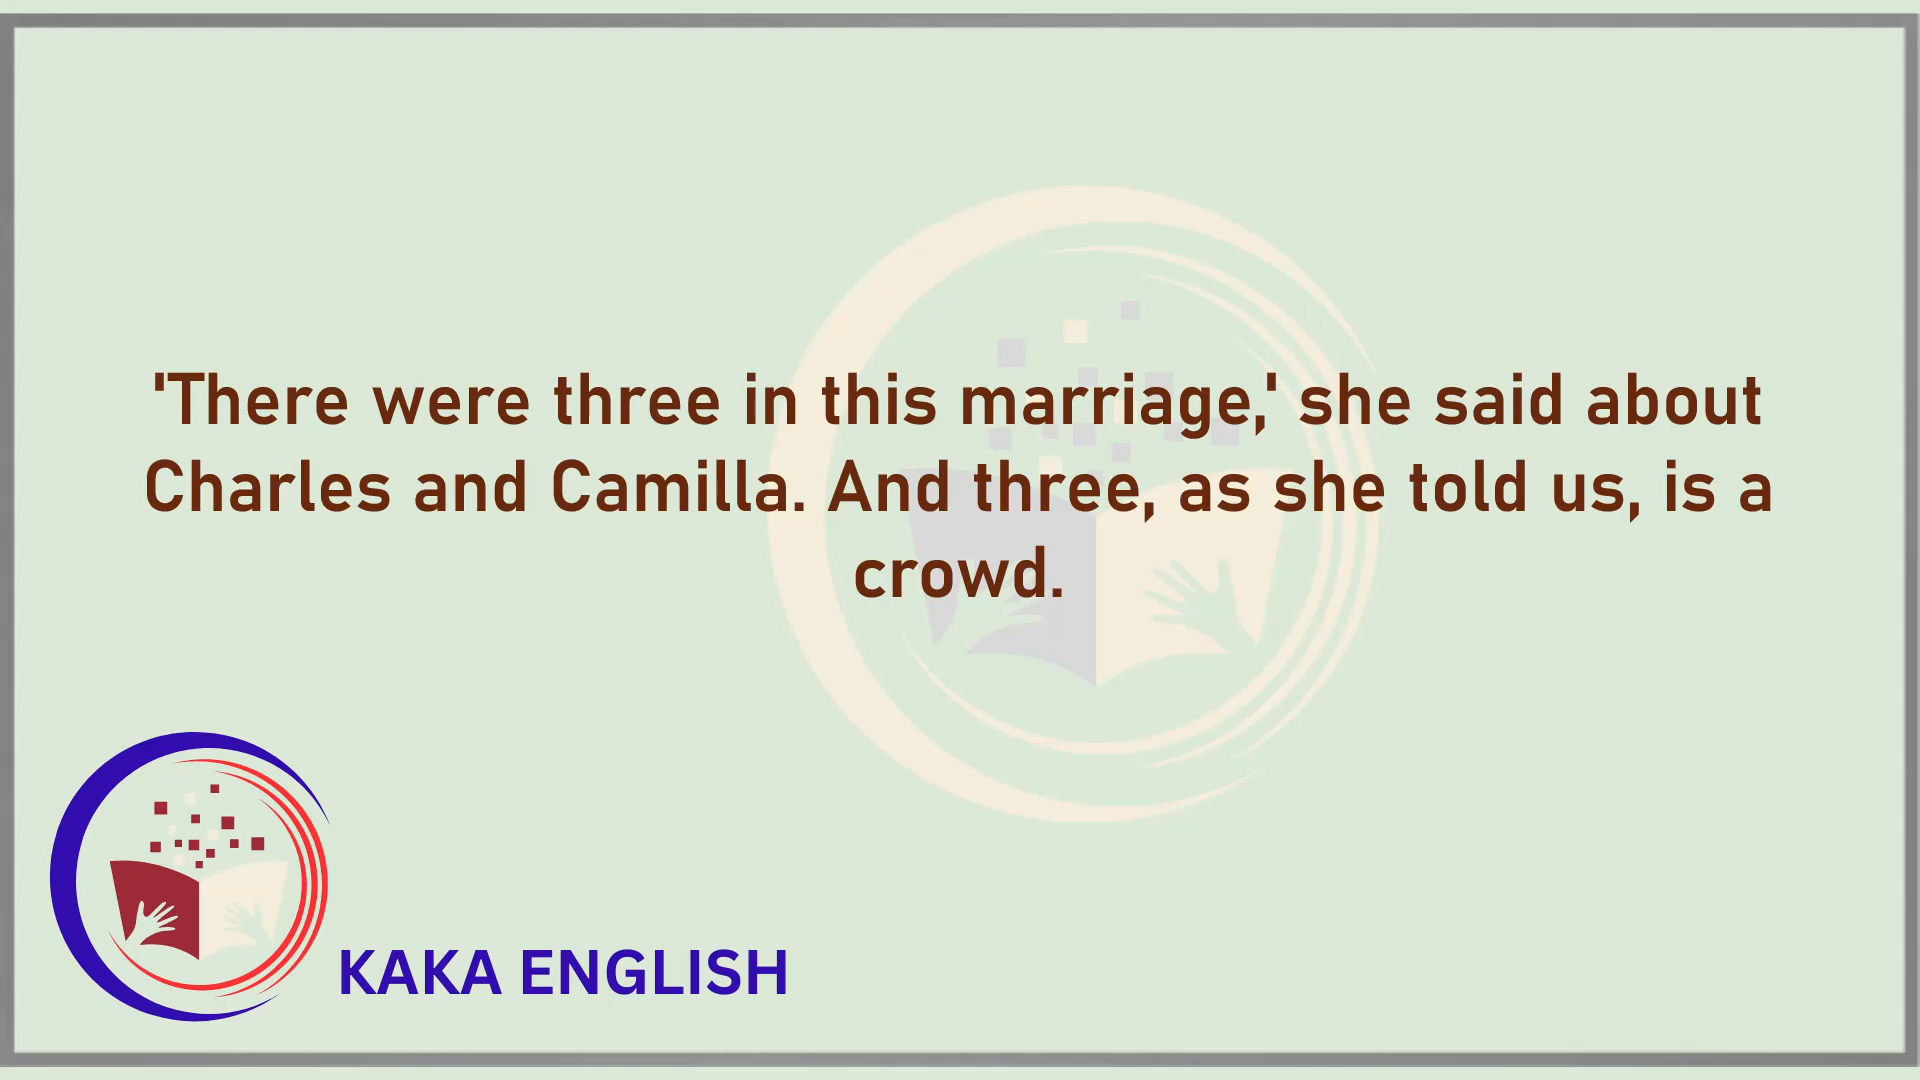 'There were three in this marriage,' she said about
Charles and Camilla. And three, as she told us, is a
crowd.
KAKA ENGLISH